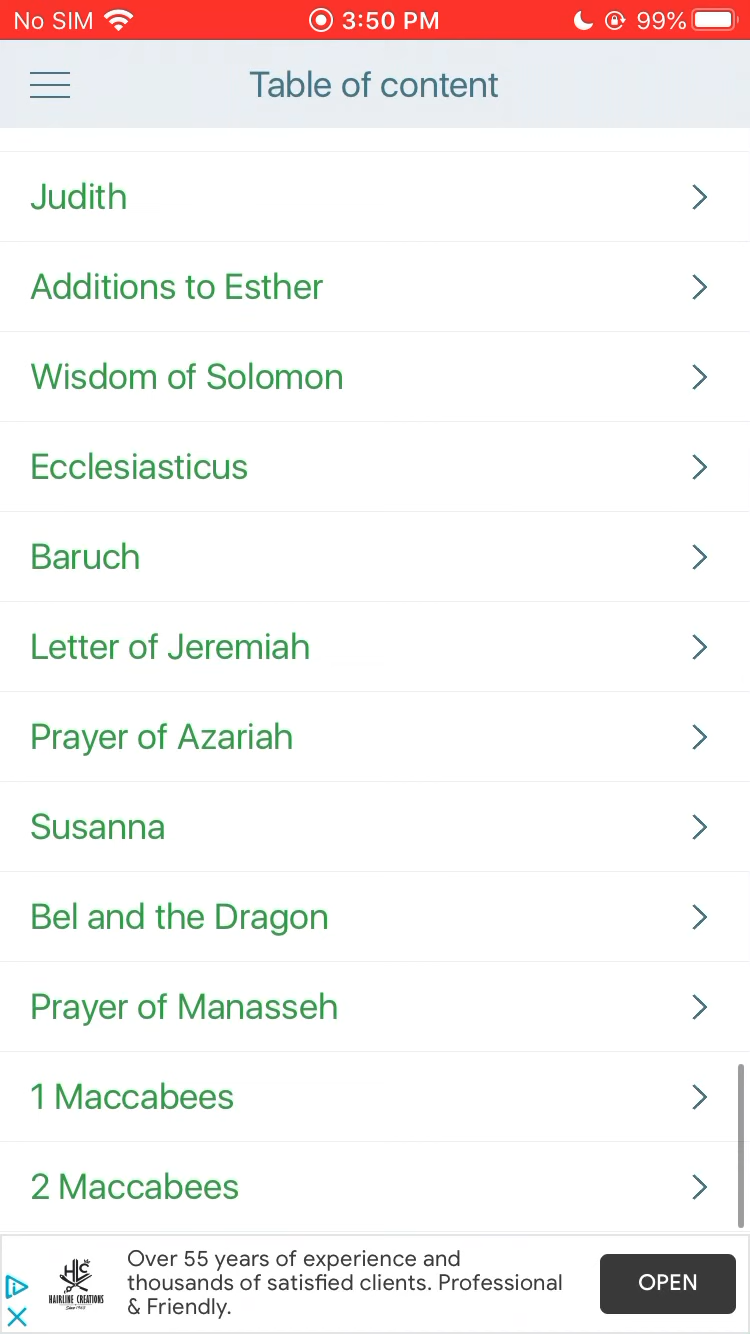 No SIM 3:50 PM 99%
Table of content
Judith
Additions to Esther
Wisdom of Solomon
Ecclesiasticus
Baruch
Letter of Jeremiah
Prayer of Azariah
Susanna
Bel and the Dragon
Prayer of Manasseh
1 Maccabees
2 Maccabees
Over 55 years of experience and
thousands of satisfied clients. Professional
& Friendly.
HAIRLINE CREATIONS
OPEN